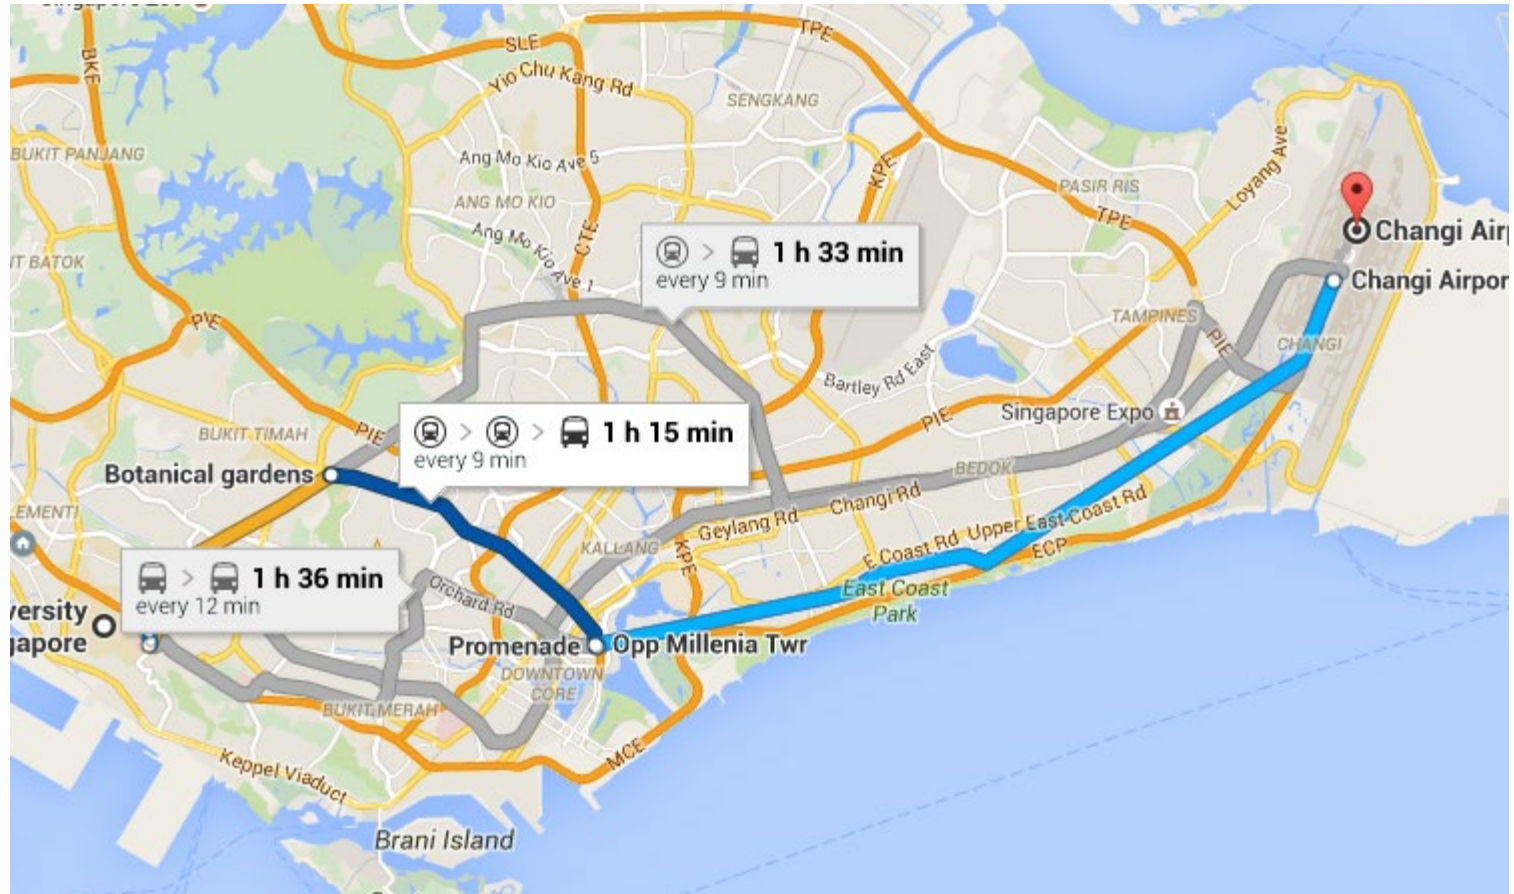 SLE
TPE
BKE
Yio Chu Kang Rd
SENGKANG
BUKIT PANJANG
Ang Mo Kio Ave 5
KPE
Loyang Ave
PASIR RIS
ANG MO KIO
TPE
Ang Mo Kio Ave 1
CTE
1 h 33 min
every 9 min
Changi Air
Changi Airpor
IT BATOK
PIE
TAMPINES
PIE
CHANGI
Bartley Rd East
Singapore Expo
PIE
BUKIT TIMAH
PIE
1 h 15 min
every 9 min
Botanical gardens
BEDOK
Changi Rd
Geylang Rd
EMENTI
KALLANG
KPE
E Coast Rd
Upper East Coast Rd
ECP
1 h 36 min
every 12 min
Orchard Rd
East Coast
Park
versity
gapore
Promenade
Opp Millenia Twr
DOWNTOWN
CORE
BUKIT MERAH
MCE
Keppel Viaduct
Brani Island